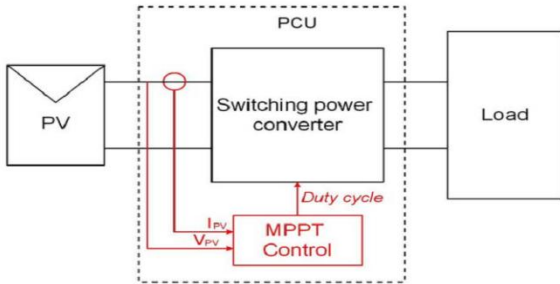 PCU
PV
Switching power
converter
Load
Duty cycle
IPV
VPV
MPPT
Control